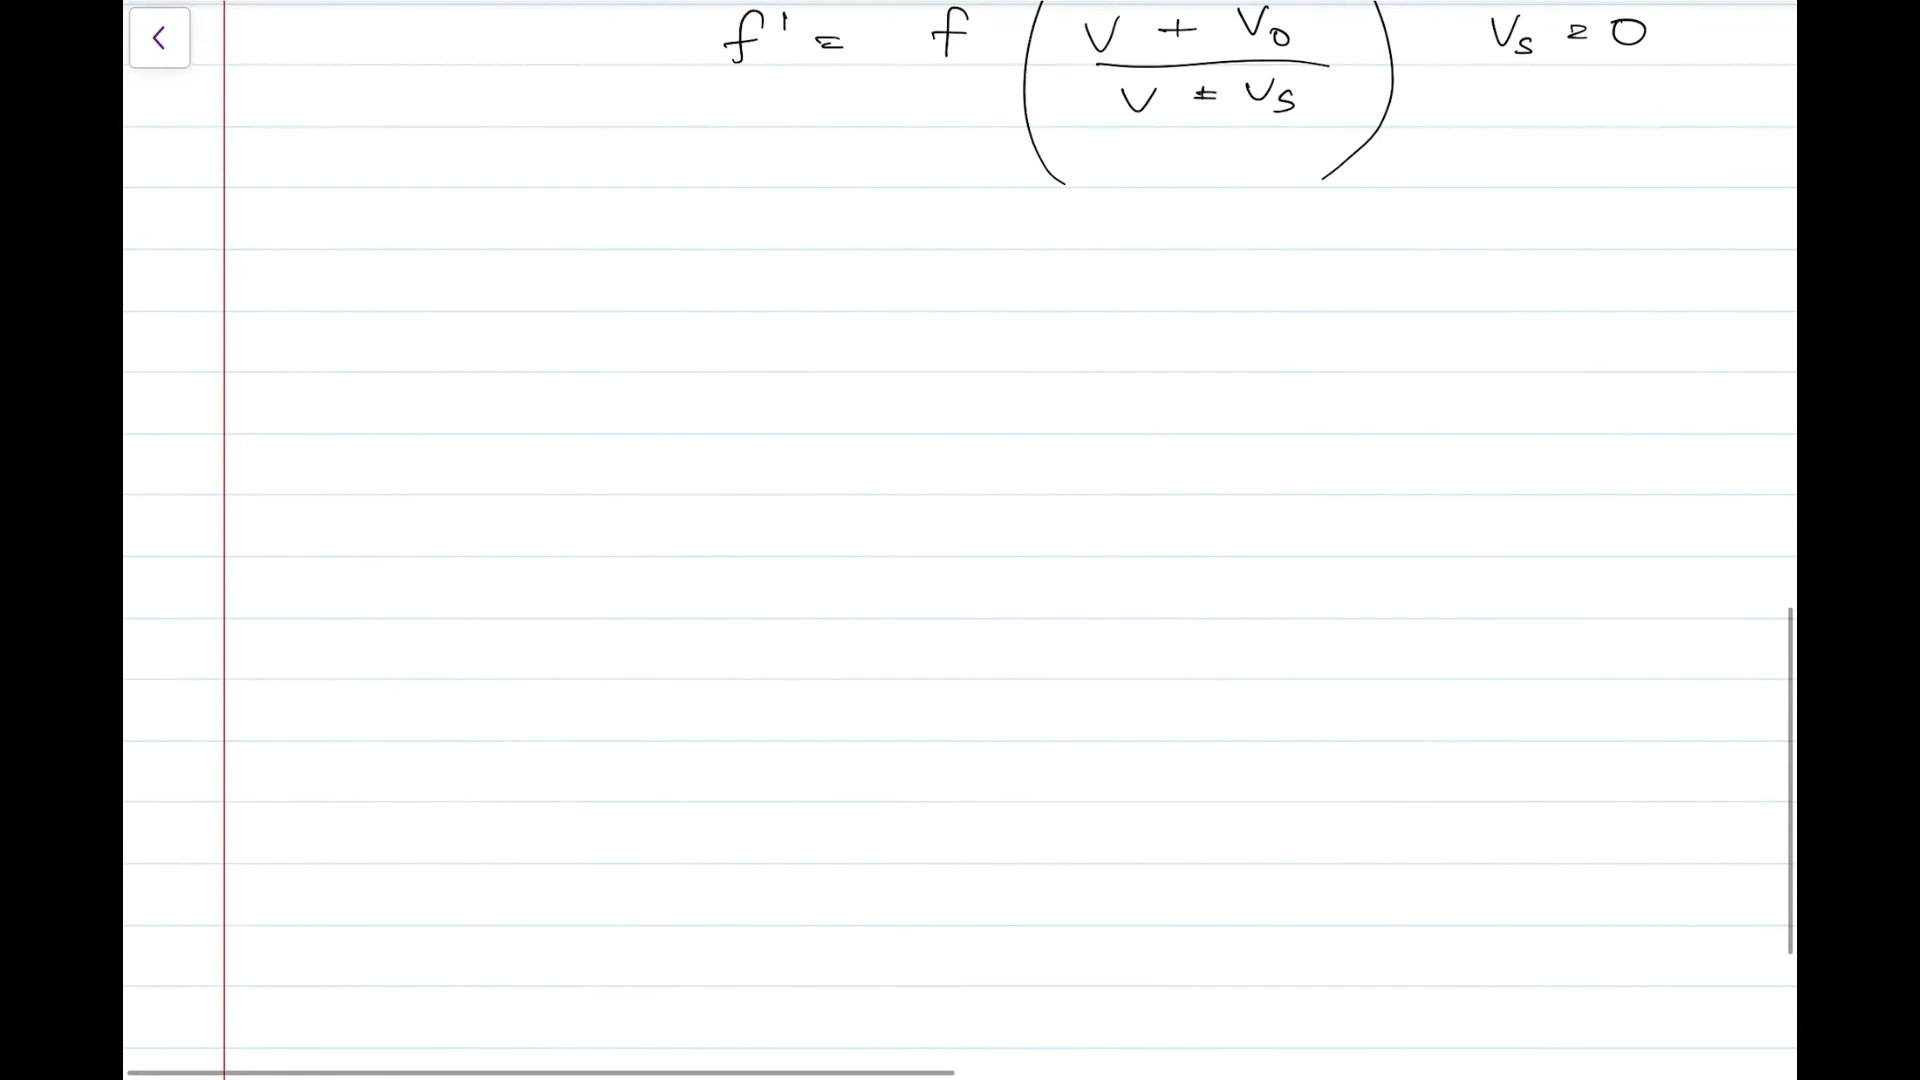 f' = f ( V + V₀ / V ± Vₛ ) Vₛ = 0